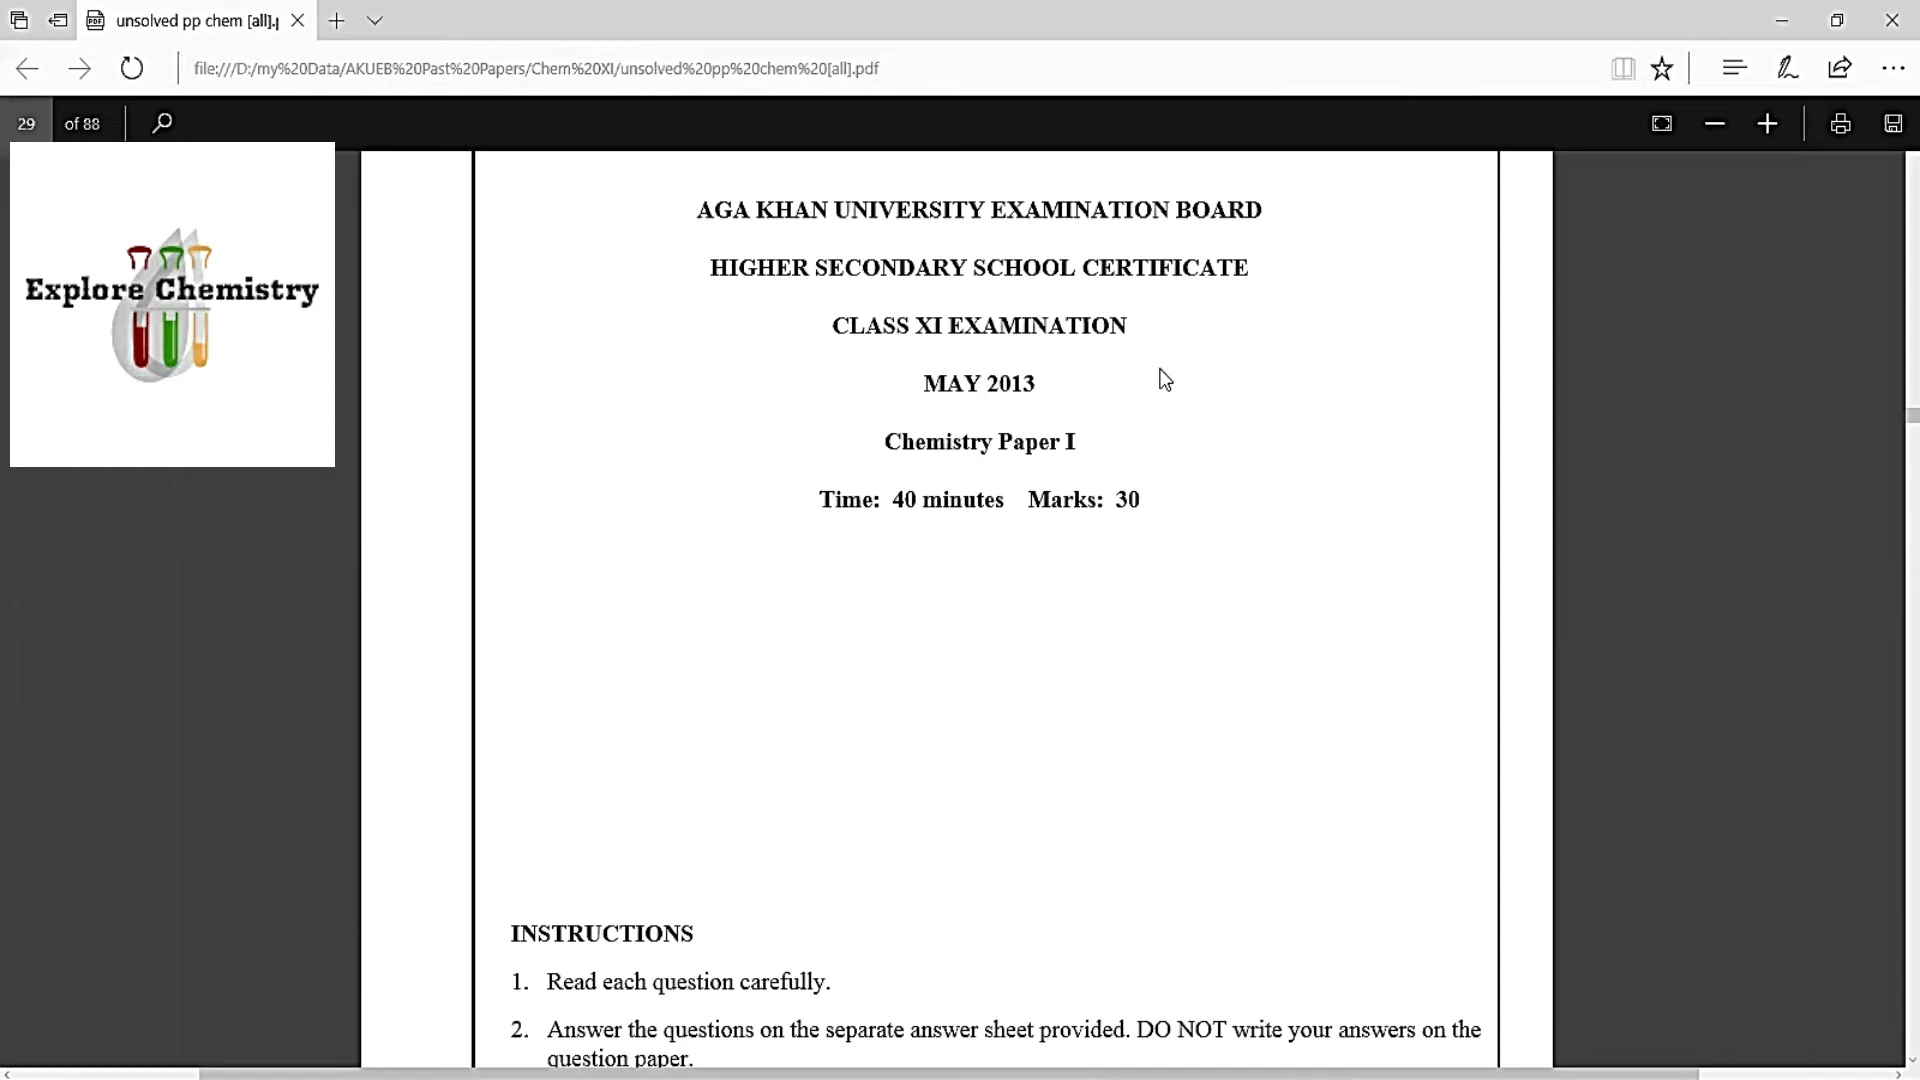 unsolved pp chem [all].p
file:///D:/my%20Data/AKUEB%20Past%20Papers/Chem%20XI/unsolved%20pp%20chem%20[all].pdf
29 of 88
Explore Chemistry
AGA KHAN UNIVERSITY EXAMINATION BOARD
HIGHER SECONDARY SCHOOL CERTIFICATE
CLASS XI EXAMINATION
MAY 2013
Chemistry Paper I
Time: 40 minutes Marks: 30
INSTRUCTIONS
1. Read each question carefully.
2. Answer the questions on the separate answer sheet provided. DO NOT write your answers on the
question paper.